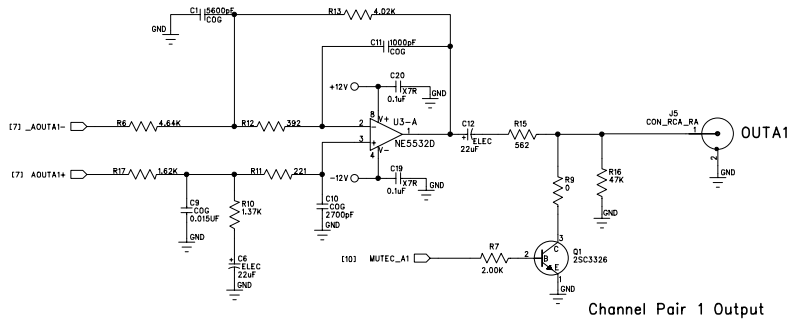 C1 5600pF
COG
GND
R13 4.02K
C11 1000pF
COG
+12V
C20
X7R
0.1uF
GND
[7] _AOUTA1-
R6 4.64K
R12 392
2
8
V+
U3-A
1
NE5532D
3
V-
4
C12
+ ELEC
22uF
R15
562
J5
CON_RCA_RA
1
2
OUTA1
GND
[7] AOUTA1+
R17 1.62K
R11 221
-12V
C19
X7R
0.1uF
GND
C9
COG
0.015UF
GND
R10
1.37K
C10
COG
2700pF
GND
R9
0
R16
47K
GND
C6
+ ELEC
22uF
GND
[10] MUTEC_A1
R7
2.00K
2
B
3
C
E
1
Q1
2SC3326
GND
Channel Pair 1 Output